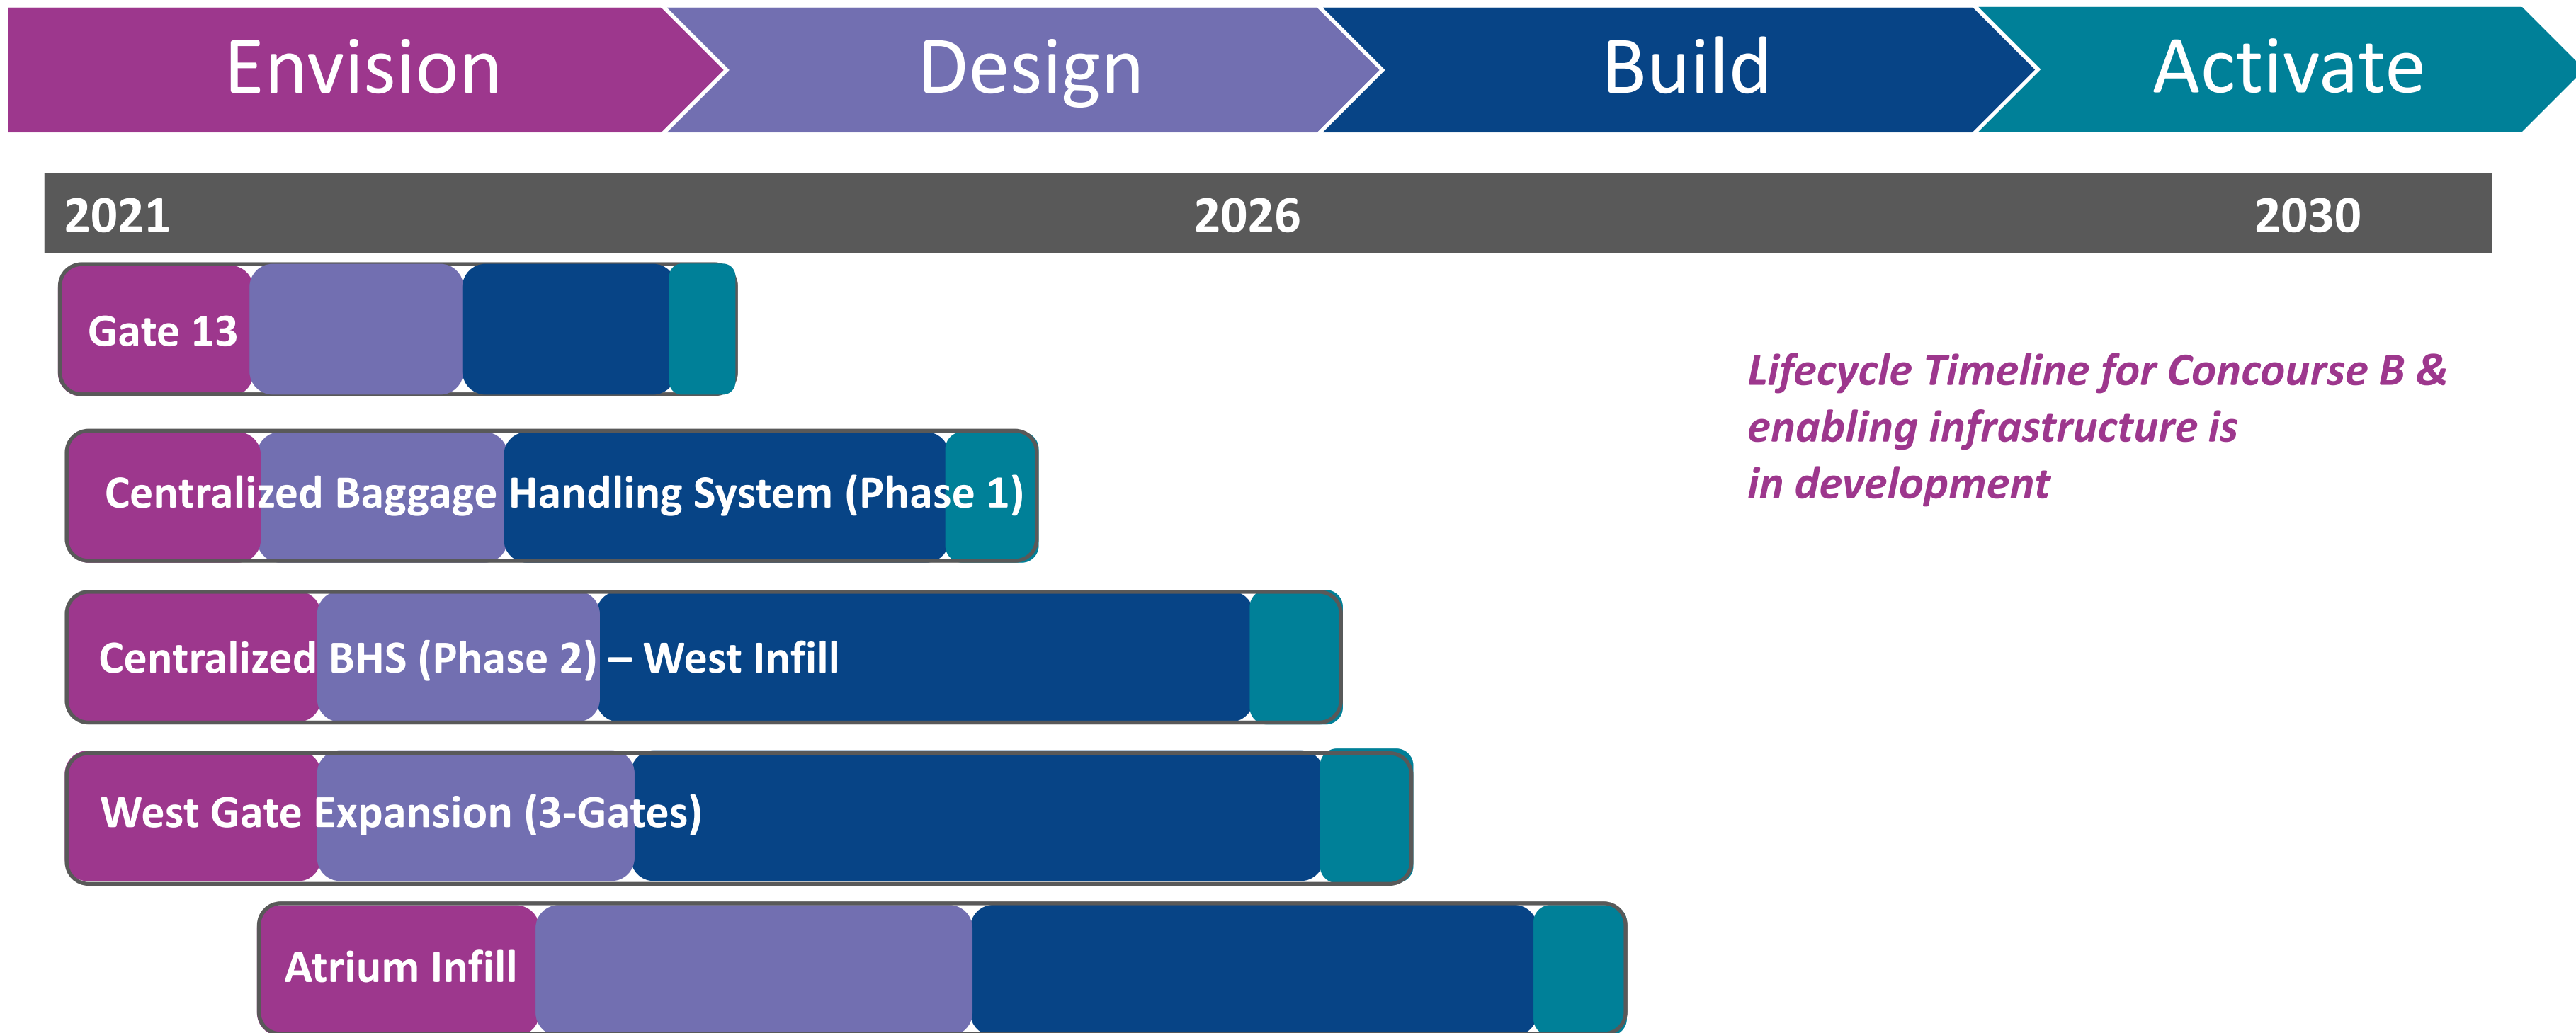 Envision
Design
Build
Activate
2021
2026
2030
Gate 13
Lifecycle Timeline for Concourse B &
enabling infrastructure is
in development
Centralized Baggage Handling System (Phase 1)
Centralized BHS (Phase 2) – West Infill
West Gate Expansion (3-Gates)
Atrium Infill